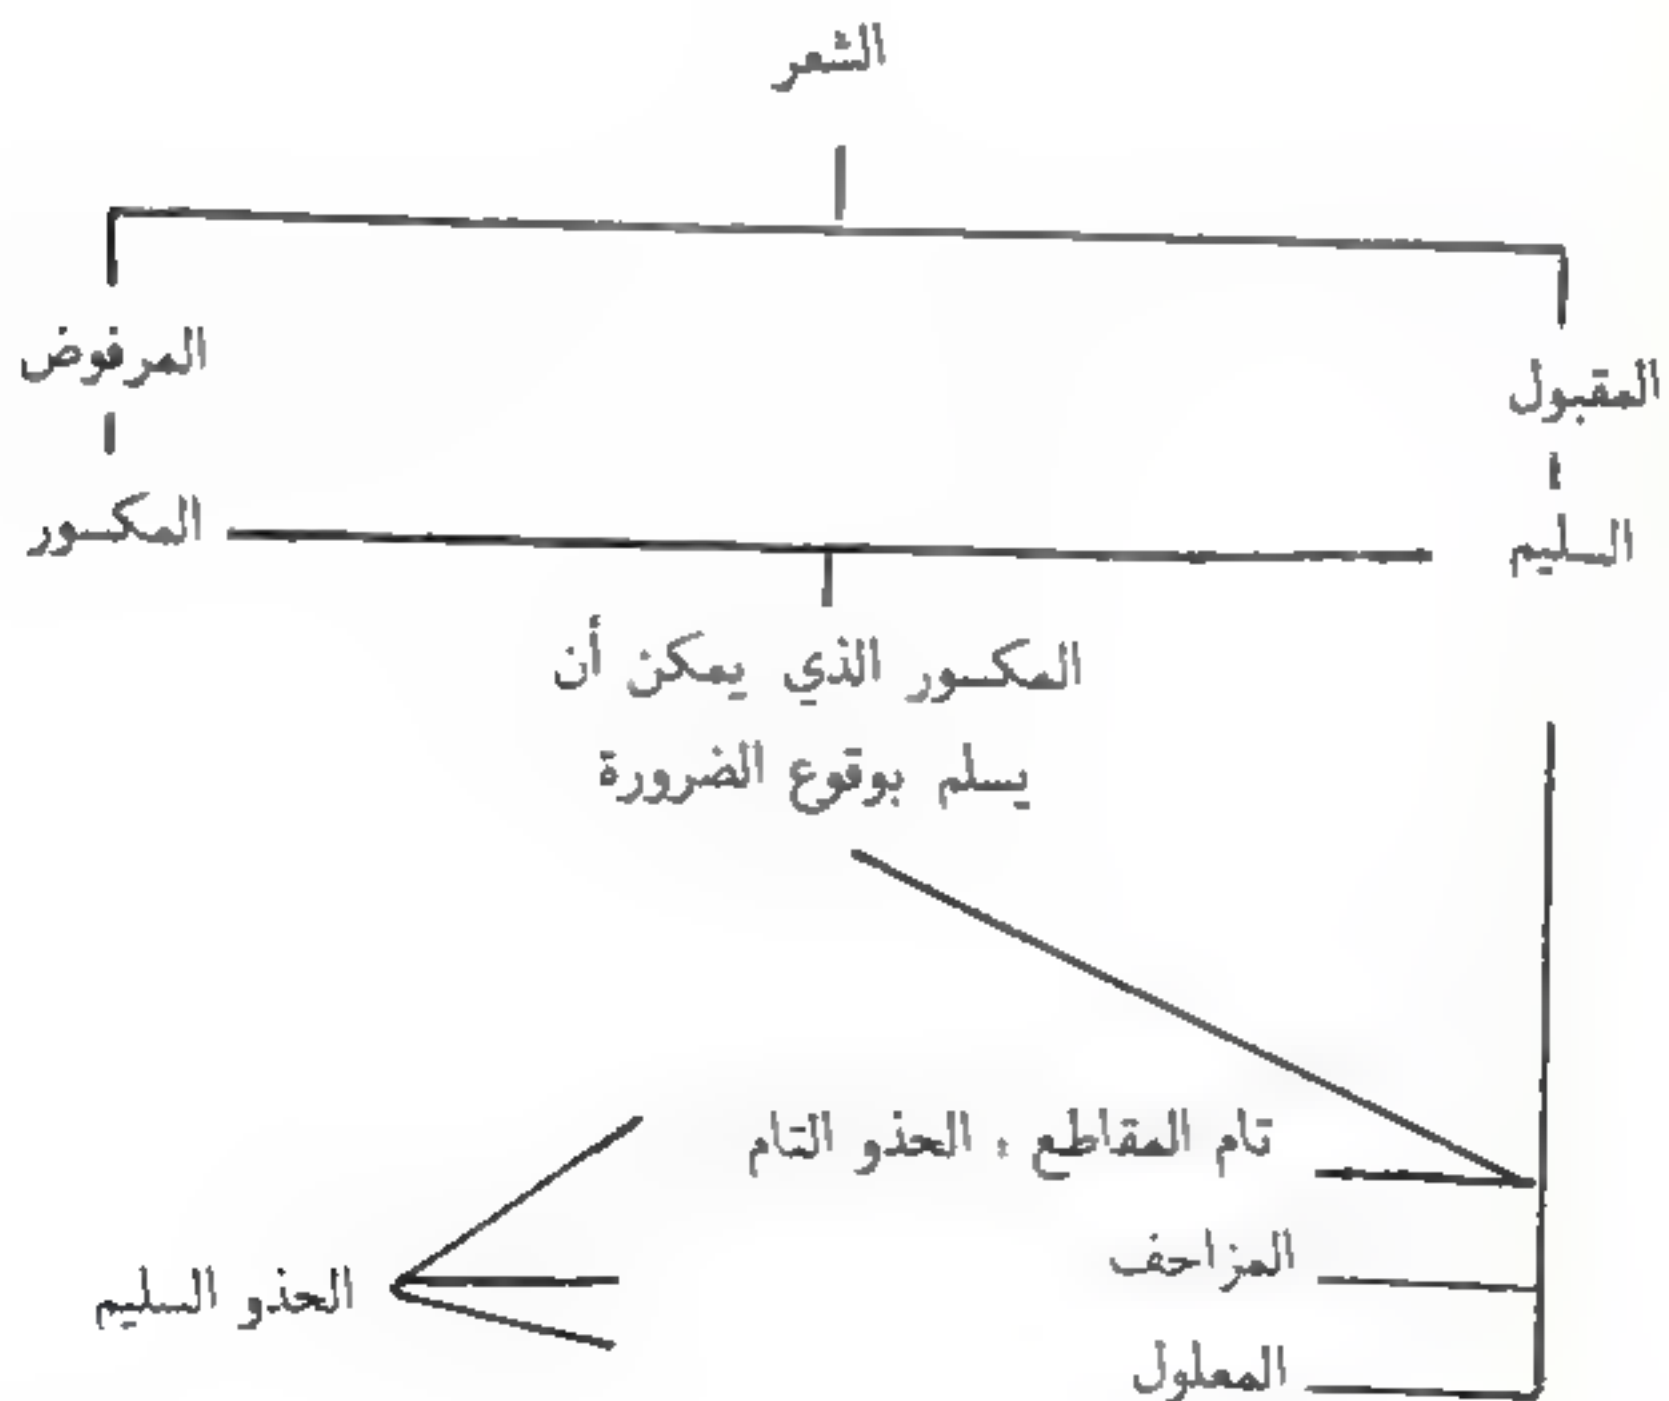 الشعر
المقبول
المرفوض
السليم
المكسور
المكسور الذي يمكن أن
يسلم بوقوع الضرورة
تام المقاطع ، الحذو التام
المزاحف
الحذو السليم
المعلول